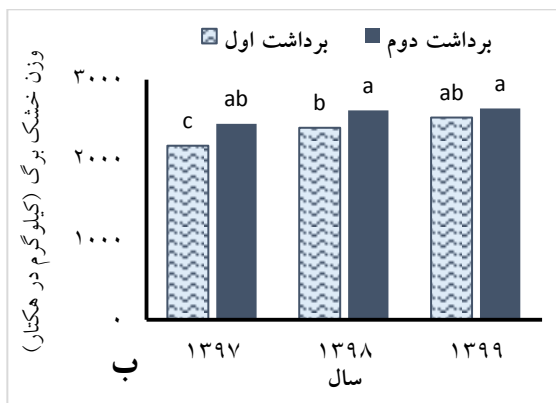 برداشت اول برداشت دوم
وزن خشک برگ (کیلوگرم در هکتار)
۳۰۰۰
۲۰۰۰
۱۰۰۰
۰
c ab b a ab a
۱۳۹۷ ۱۳۹۸ ۱۳۹۹
سال
ب